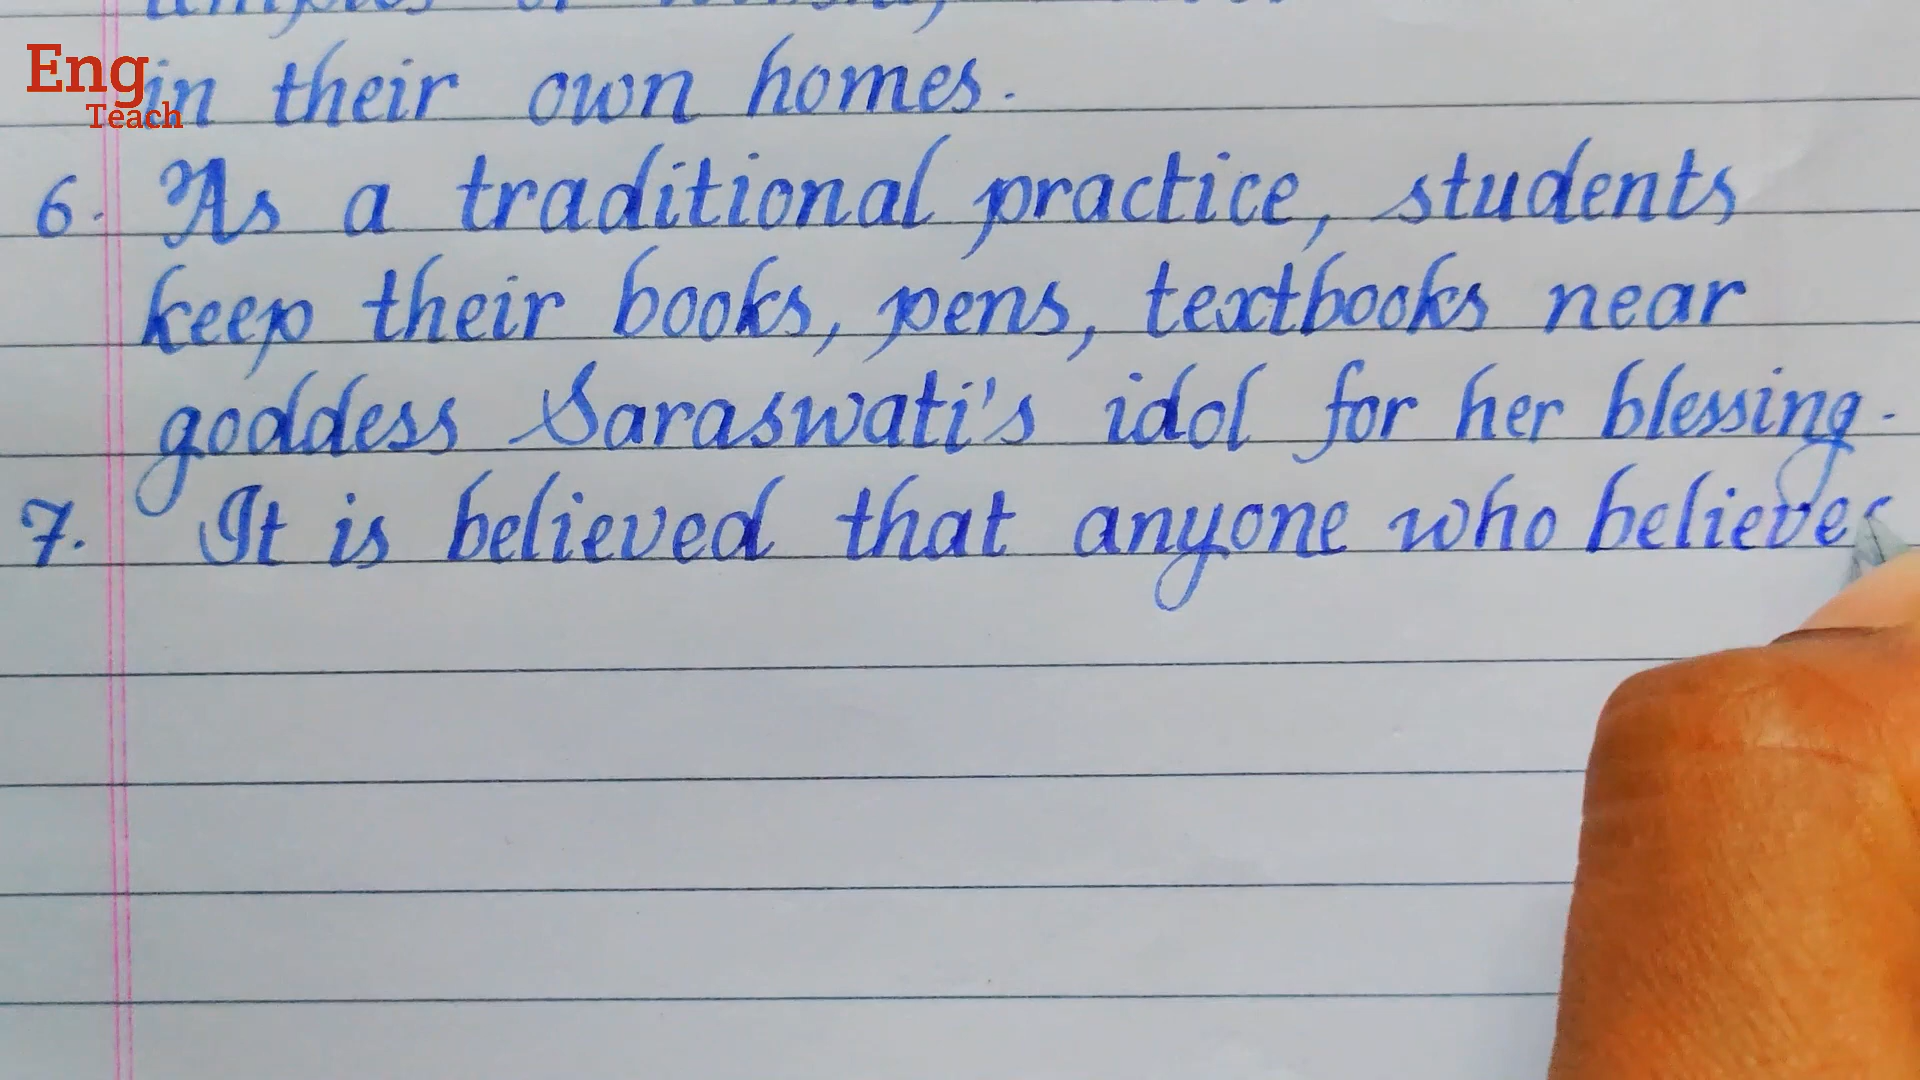 Eng
Teach
in their own homes.
6. As a traditional practice, students
keep their books, pens, textbooks near
goddess Saraswati's idol for her blessing.
7. It is believed that anyone who believes